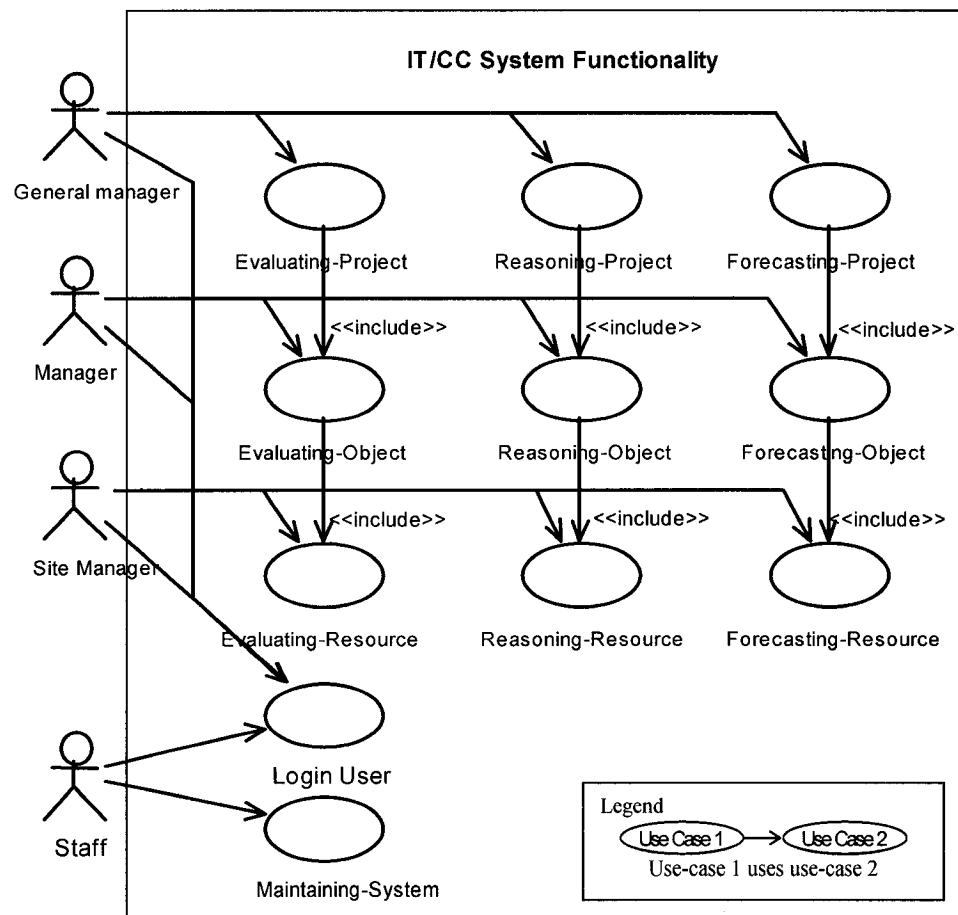 IT/CC System Functionality
General manager
Evaluating-Project
Reasoning-Project
Forecasting-Project
<<include>>
<<include>>
<<include>>
Manager
Evaluating-Object
Reasoning-Object
Forecasting-Object
<<include>>
<<include>>
<<include>>
Site Manager
Evaluating-Resource
Reasoning-Resource
Forecasting-Resource
Login User
Staff
Maintaining-System
Legend
Use Case 1
Use Case 2
Use-case 1 uses use-case 2